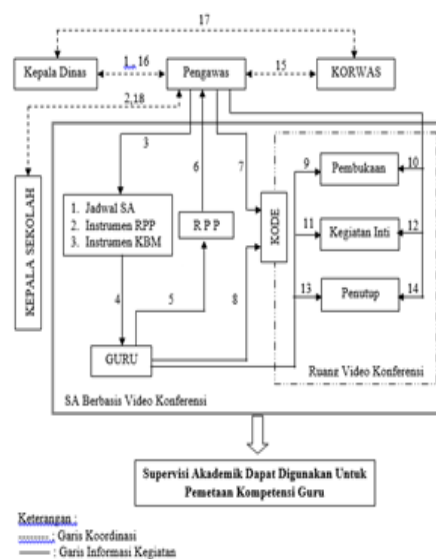 17
Kepala Dinas
1, , 16
Pengawas
15
KORWAS
2,18
3
6
7
KEPALA SEKOLAH
1. Jadwal SA
2. Instrumen RPP
3. Instrumen KBM
R P P
KODE
9
Pembukaan
10
11
Kegiatan Inti
12
13
Penutup
14
4
5
8
GURU
Ruang Video Konferensi
SA Berbasis Video Konferensi
Supervisi Akademik Dapat Digunakan Untuk
Pemetaan Kompetensi Guru
Keterangan :
: Garis Koordinasi
: Garis Informasi Kegiatan